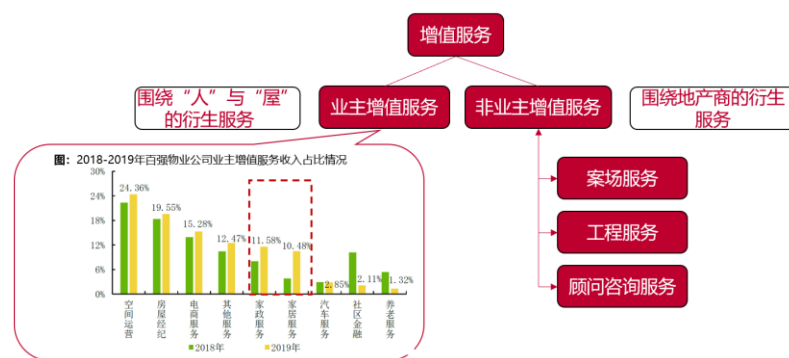 增值服务
围绕“人”与“屋”
的衍生服务
业主增值服务
非业主增值服务
围绕地产商的衍生
服务
图：2018-2019年百强物业公司业主增值服务收入占比情况
30%
24%
18%
12%
6%
0%
24.36%
19.55%
15.28%
12.47%
11.58%
10.48%
2.85%
2.11%
1.32%
空间运营
房屋经纪
电商服务
其他服务
家政服务
家居服务
汽车服务
社区金融
养老服务
2018年
2019年
案场服务
工程服务
顾问咨询服务